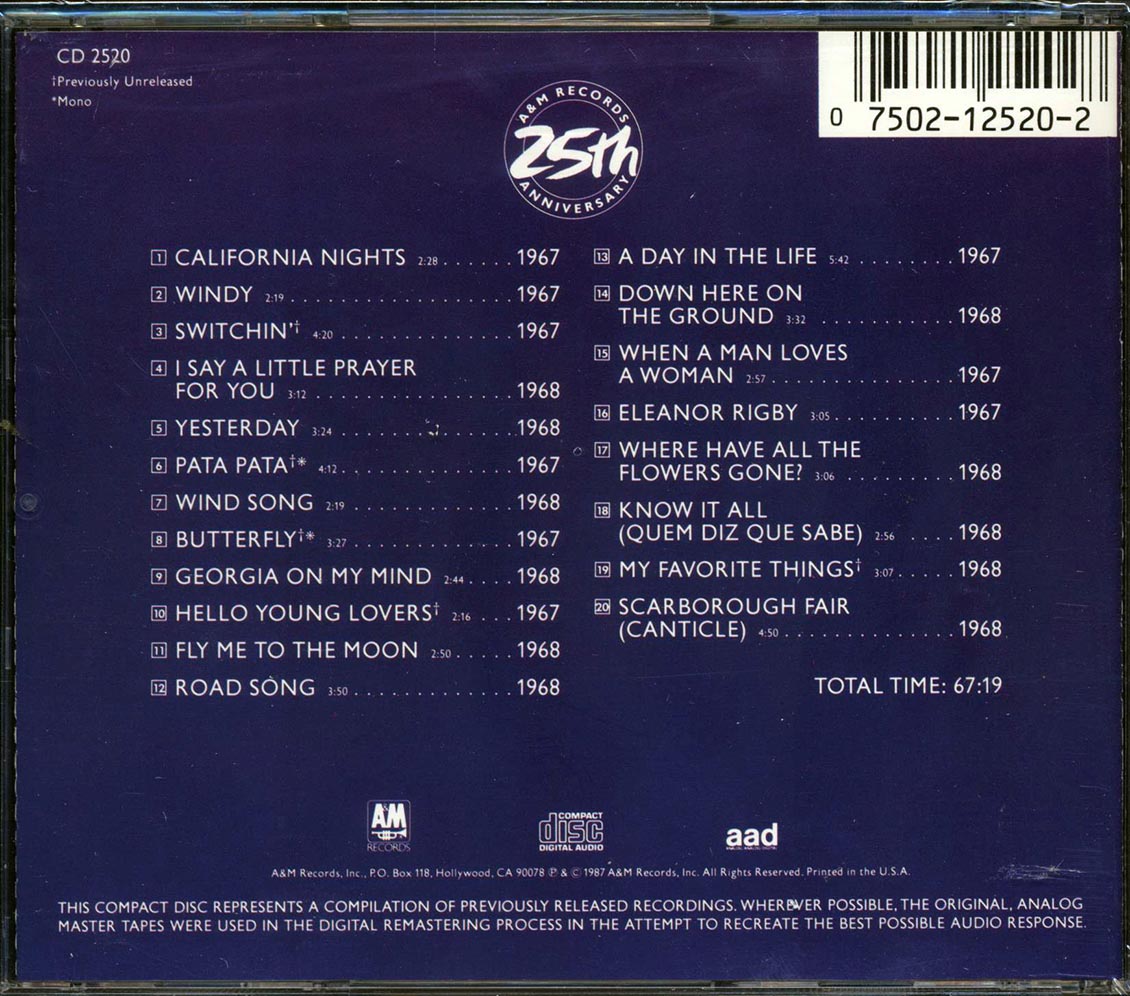 CD 2520
†Previously Unreleased
*Mono
0 7502-12520-2
A&M RECORDS
25th
ANNIVERSARY
1 CALIFORNIA NIGHTS 2:28 . . . . . . 1967
2 WINDY 2:19 . . . . . . . . . . . . . . . . . . . 1967
3 SWITCHIN'† 4:20 . . . . . . . . . . . . . . 1967
4 I SAY A LITTLE PRAYER
FOR YOU 3:12 . . . . . . . . . . . . . . . . . 1968
5 YESTERDAY 3:24 . . . . . . . . . . . . . . 1968
6 PATA PATA†* 4:12 . . . . . . . . . . . . . . 1967
7 WIND SONG 2:19 . . . . . . . . . . . . . 1968
8 BUTTERFLY†* 3:27 . . . . . . . . . . . . . 1967
9 GEORGIA ON MY MIND 2:44 . . . . 1968
10 HELLO YOUNG LOVERS† 2:16 . . . 1967
11 FLY ME TO THE MOON 2:50 . . . . . 1968
12 ROAD SONG 3:50 . . . . . . . . . . . . . 1968
13 A DAY IN THE LIFE 5:42 . . . . . . . . 1967
14 DOWN HERE ON
THE GROUND 3:32 . . . . . . . . . . . 1968
15 WHEN A MAN LOVES
A WOMAN 2:57 . . . . . . . . . . . . . . . 1967
16 ELEANOR RIGBY 3:05 . . . . . . . . . 1967
17 WHERE HAVE ALL THE
FLOWERS GONE? 3:06 . . . . . . . . 1968
18 KNOW IT ALL
(QUEM DIZ QUE SABE) 2:56 . . . . 1968
19 MY FAVORITE THINGS† 3:07 . . . . . 1968
20 SCARBOROUGH FAIR
(CANTICLE) 4:50 . . . . . . . . . . . . . . 1968
TOTAL TIME: 67:19
A&M
RECORDS
COMPACT
disc
DIGITAL AUDIO
aad
A&M Records, Inc., P.O. Box 118, Hollywood, CA 90078 ℗ & © 1987 A&M Records, Inc. All Rights Reserved. Printed in the U.S.A.
THIS COMPACT DISC REPRESENTS A COMPILATION OF PREVIOUSLY RELEASED RECORDINGS. WHEREVER POSSIBLE, THE ORIGINAL, ANALOG
MASTER TAPES WERE USED IN THE DIGITAL REMASTERING PROCESS IN THE ATTEMPT TO RECREATE THE BEST POSSIBLE AUDIO RESPONSE.